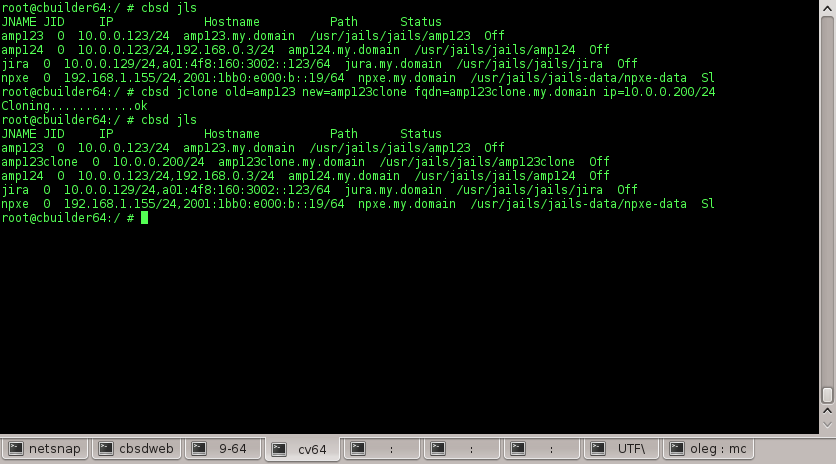 root@cbuilder64:/ # cbsd jls
JNAME JID     IP             Hostname          Path      Status
amp123  0  10.0.0.123/24  amp123.my.domain  /usr/jails/jails/amp123  Off
amp124  0  10.0.0.123/24,192.168.0.3/24  amp124.my.domain  /usr/jails/jails/amp124  Off
jira  0  10.0.0.129/24,a01:4f8:160:3002::123/64  jura.my.domain  /usr/jails/jails/jira  Off
npxe  0  192.168.1.155/24,2001:1bb0:e000:b::19/64  npxe.my.domain  /usr/jails/jails-data/npxe-data  Sl
root@cbuilder64:/ # cbsd jclone old=amp123 new=amp123clone fqdn=amp123clone.my.domain ip=10.0.0.200/24
Cloning............ok
root@cbuilder64:/ # cbsd jls
JNAME JID     IP             Hostname          Path      Status
amp123  0  10.0.0.123/24  amp123.my.domain  /usr/jails/jails/amp123  Off
amp123clone  0  10.0.0.200/24  amp123clone.my.domain  /usr/jails/jails/amp123clone  Off
amp124  0  10.0.0.123/24,192.168.0.3/24  amp124.my.domain  /usr/jails/jails/amp124  Off
jira  0  10.0.0.129/24,a01:4f8:160:3002::123/64  jura.my.domain  /usr/jails/jails/jira  Off
npxe  0  192.168.1.155/24,2001:1bb0:e000:b::19/64  npxe.my.domain  /usr/jails/jails-data/npxe-data  Sl
root@cbuilder64:/ #
netsnap cbsdweb 9-64 cv64 : : : UTF\ oleg : mc